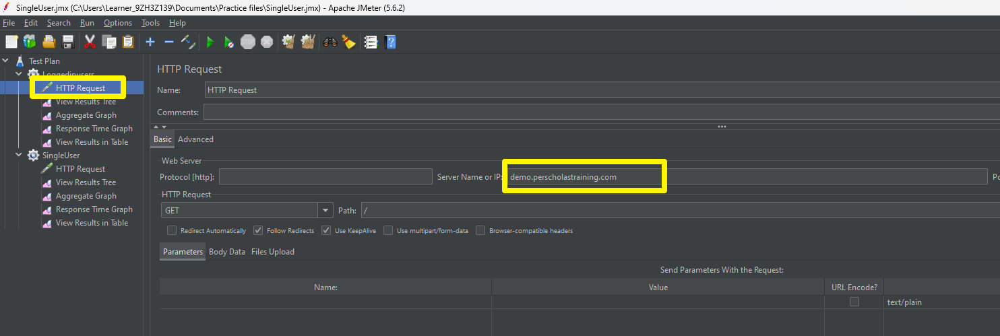 SingleUser.jmx (C:\Users\Learner_9ZH3Z139\Documents\Practice files\SingleUser.jmx) - Apache JMeter (5.6.2)
File Edit Search Run Options Tools Help
STOP
Test Plan
Loggedinusers
HTTP Request
View Results Tree
Aggregate Graph
Response Time Graph
View Results in Table
SingleUser
HTTP Request
View Results Tree
Aggregate Graph
Response Time Graph
View Results in Table
HTTP Request
Name: HTTP Request
Comments:
Basic Advanced
Web Server
Protocol [http]: Server Name or IP: demo.perscholastraining.com Po
HTTP Request
GET Path: /
Redirect Automatically Follow Redirects Use KeepAlive Use multipart/form-data Browser-compatible headers
Parameters Body Data Files Upload
Send Parameters With the Request:
Name: Value URL Encode?
text/plain